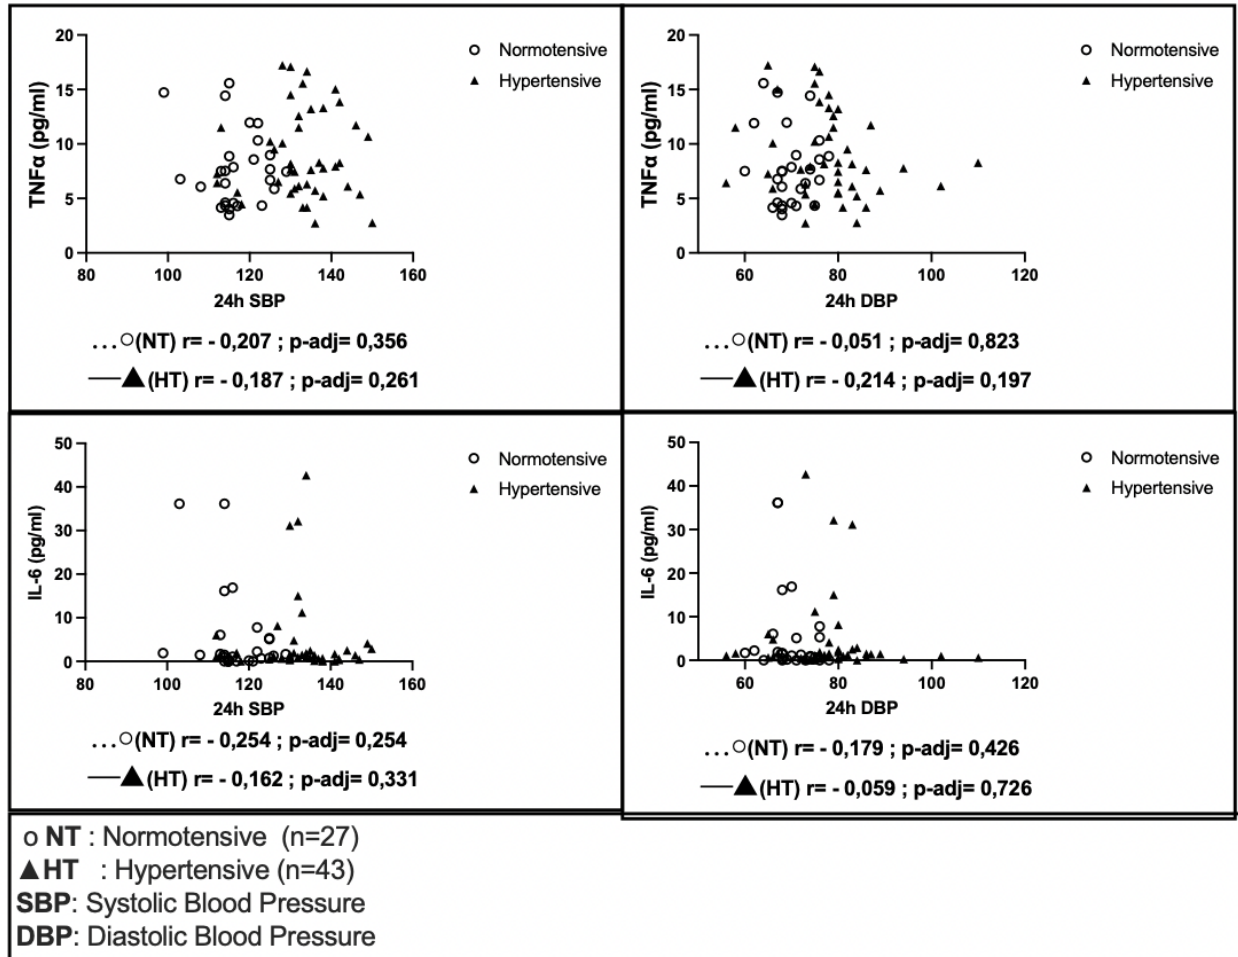 20
15
10
5
0
TNFα (pg/ml)
80 100 120 140 160
24h SBP
o Normotensive
▲ Hypertensive
...○(NT) r= - 0,207 ; p-adj= 0,356
—▲(HT) r= - 0,187 ; p-adj= 0,261
20
15
10
5
0
TNFα (pg/ml)
60 80 100 120
24h DBP
o Normotensive
▲ Hypertensive
...○(NT) r= - 0,051 ; p-adj= 0,823
—▲(HT) r= - 0,214 ; p-adj= 0,197
50
40
30
20
10
0
IL-6 (pg/ml)
80 100 120 140 160
24h SBP
o Normotensive
▲ Hypertensive
...○(NT) r= - 0,254 ; p-adj= 0,254
—▲(HT) r= - 0,162 ; p-adj= 0,331
50
40
30
20
10
0
IL-6 (pg/ml)
60 80 100 120
24h DBP
o Normotensive
▲ Hypertensive
...○(NT) r= - 0,179 ; p-adj= 0,426
—▲(HT) r= - 0,059 ; p-adj= 0,726
o NT : Normotensive (n=27)
▲HT : Hypertensive (n=43)
SBP: Systolic Blood Pressure
DBP: Diastolic Blood Pressure